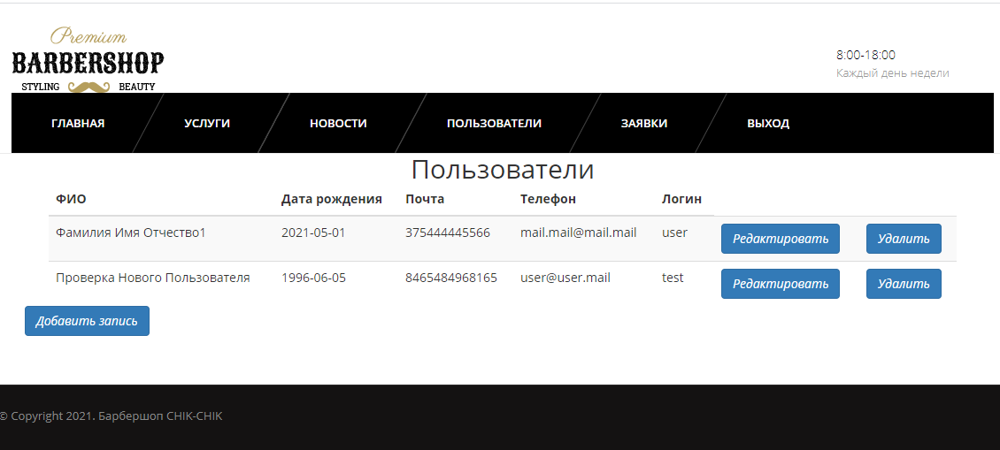 Premium
BARBERSHOP
STYLING BEAUTY
8:00-18:00
Каждый день недели
ГЛАВНАЯ УСЛУГИ НОВОСТИ ПОЛЬЗОВАТЕЛИ ЗАЯВКИ ВЫХОД
Пользователи
ФИО Дата рождения Почта Телефон Логин
Фамилия Имя Отчество1 2021-05-01 375444445566 mail.mail@mail.mail user Редактировать Удалить
Проверка Нового Пользователя 1996-06-05 8465484968165 user@user.mail test Редактировать Удалить
Добавить запись
© Copyright 2021. Барбершоп CHIK-CHIK